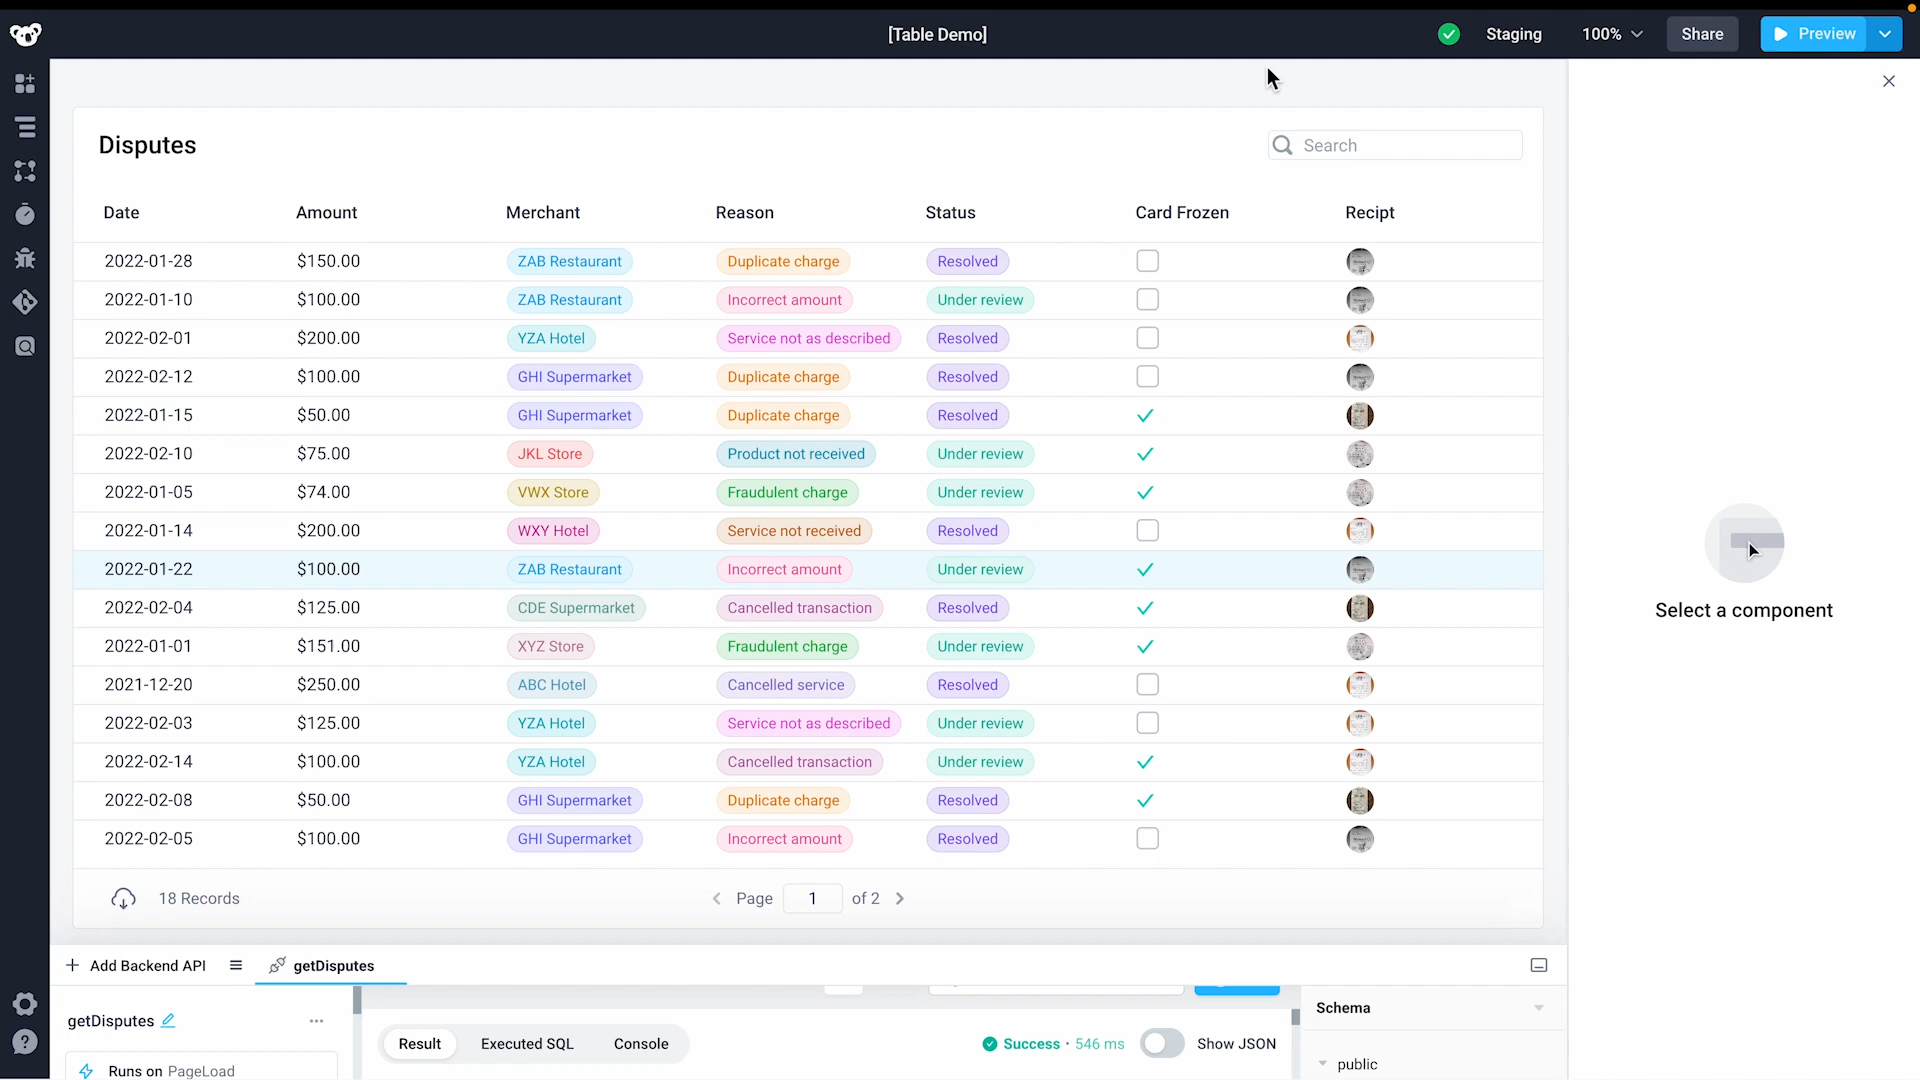 [Table Demo]
Staging
100%
Share
Preview
Disputes
Search
Date Amount Merchant Reason Status Card Frozen Recipt
2022-01-28 $150.00 ZAB Restaurant Duplicate charge Resolved
2022-01-10 $100.00 ZAB Restaurant Incorrect amount Under review
2022-02-01 $200.00 YZA Hotel Service not as described Resolved
2022-02-12 $100.00 GHI Supermarket Duplicate charge Resolved
2022-01-15 $50.00 GHI Supermarket Duplicate charge Resolved
2022-02-10 $75.00 JKL Store Product not received Under review
2022-01-05 $74.00 VWX Store Fraudulent charge Under review
2022-01-14 $200.00 WXY Hotel Service not received Resolved
2022-01-22 $100.00 ZAB Restaurant Incorrect amount Under review
2022-02-04 $125.00 CDE Supermarket Cancelled transaction Resolved
2022-01-01 $151.00 XYZ Store Fraudulent charge Under review
2021-12-20 $250.00 ABC Hotel Cancelled service Resolved
2022-02-03 $125.00 YZA Hotel Service not as described Under review
2022-02-14 $100.00 YZA Hotel Cancelled transaction Under review
2022-02-08 $50.00 GHI Supermarket Duplicate charge Resolved
2022-02-05 $100.00 GHI Supermarket Incorrect amount Resolved
18 Records
Page 1 of 2
Select a component
Add Backend API
getDisputes
getDisputes
Runs on PageLoad
Result Executed SQL Console
Success · 546 ms
Show JSON
Schema
public